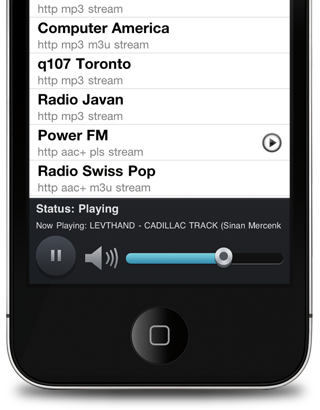 http mp3 stream
Computer America
http mp3 m3u stream
q107 Toronto
http mp3 stream
Radio Javan
http mp3 stream
Power FM
http aac+ pls stream
Radio Swiss Pop
http aac+ m3u stream
Status: Playing
Now Playing: LEVTHAND - CADILLAC TRACK (Sinan Mercenk